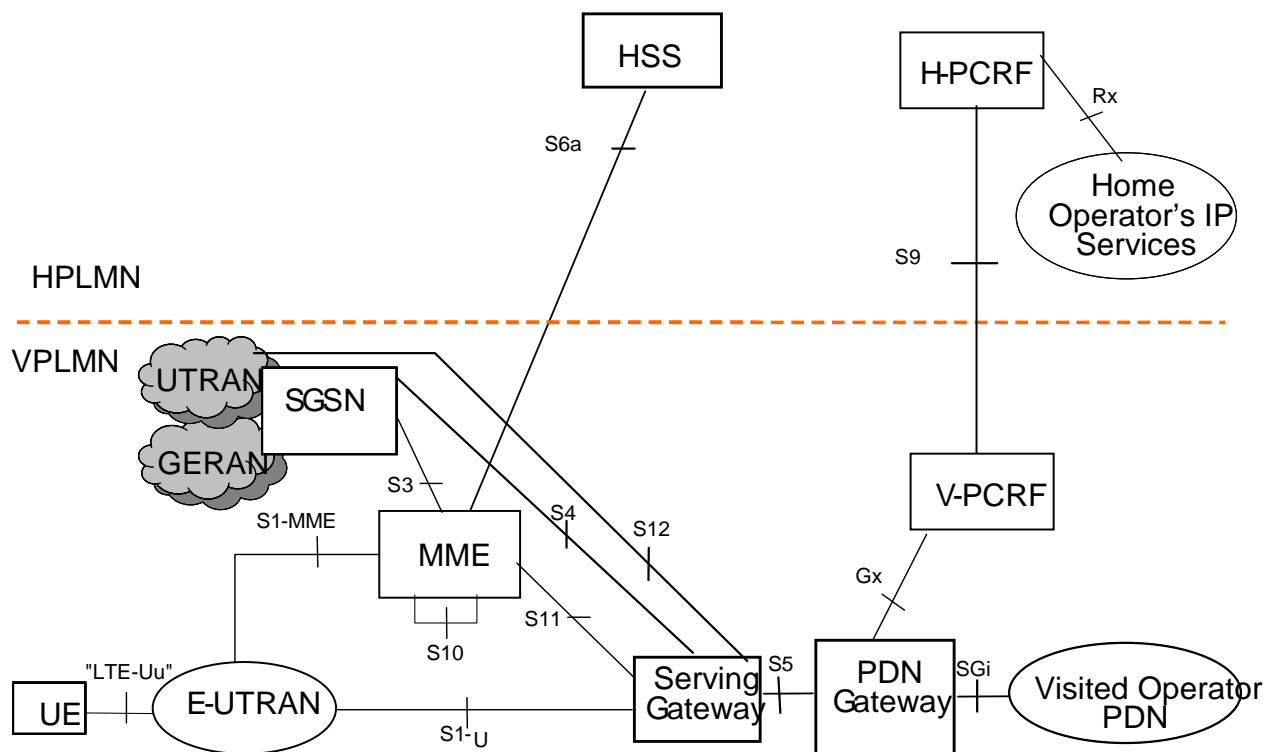 HSS
H-PCRF
Rx
S6a
Home
Operator's IP
Services
S9
HPLMN
VPLMN
UTRAN
SGSN
GERAN
S3
V-PCRF
S1-MME
S4
S12
MME
Gx
S11
S10
"LTE-Uu"
S5
SGi
UE
E-UTRAN
Serving
Gateway
PDN
Gateway
Visited Operator
PDN
S1-U